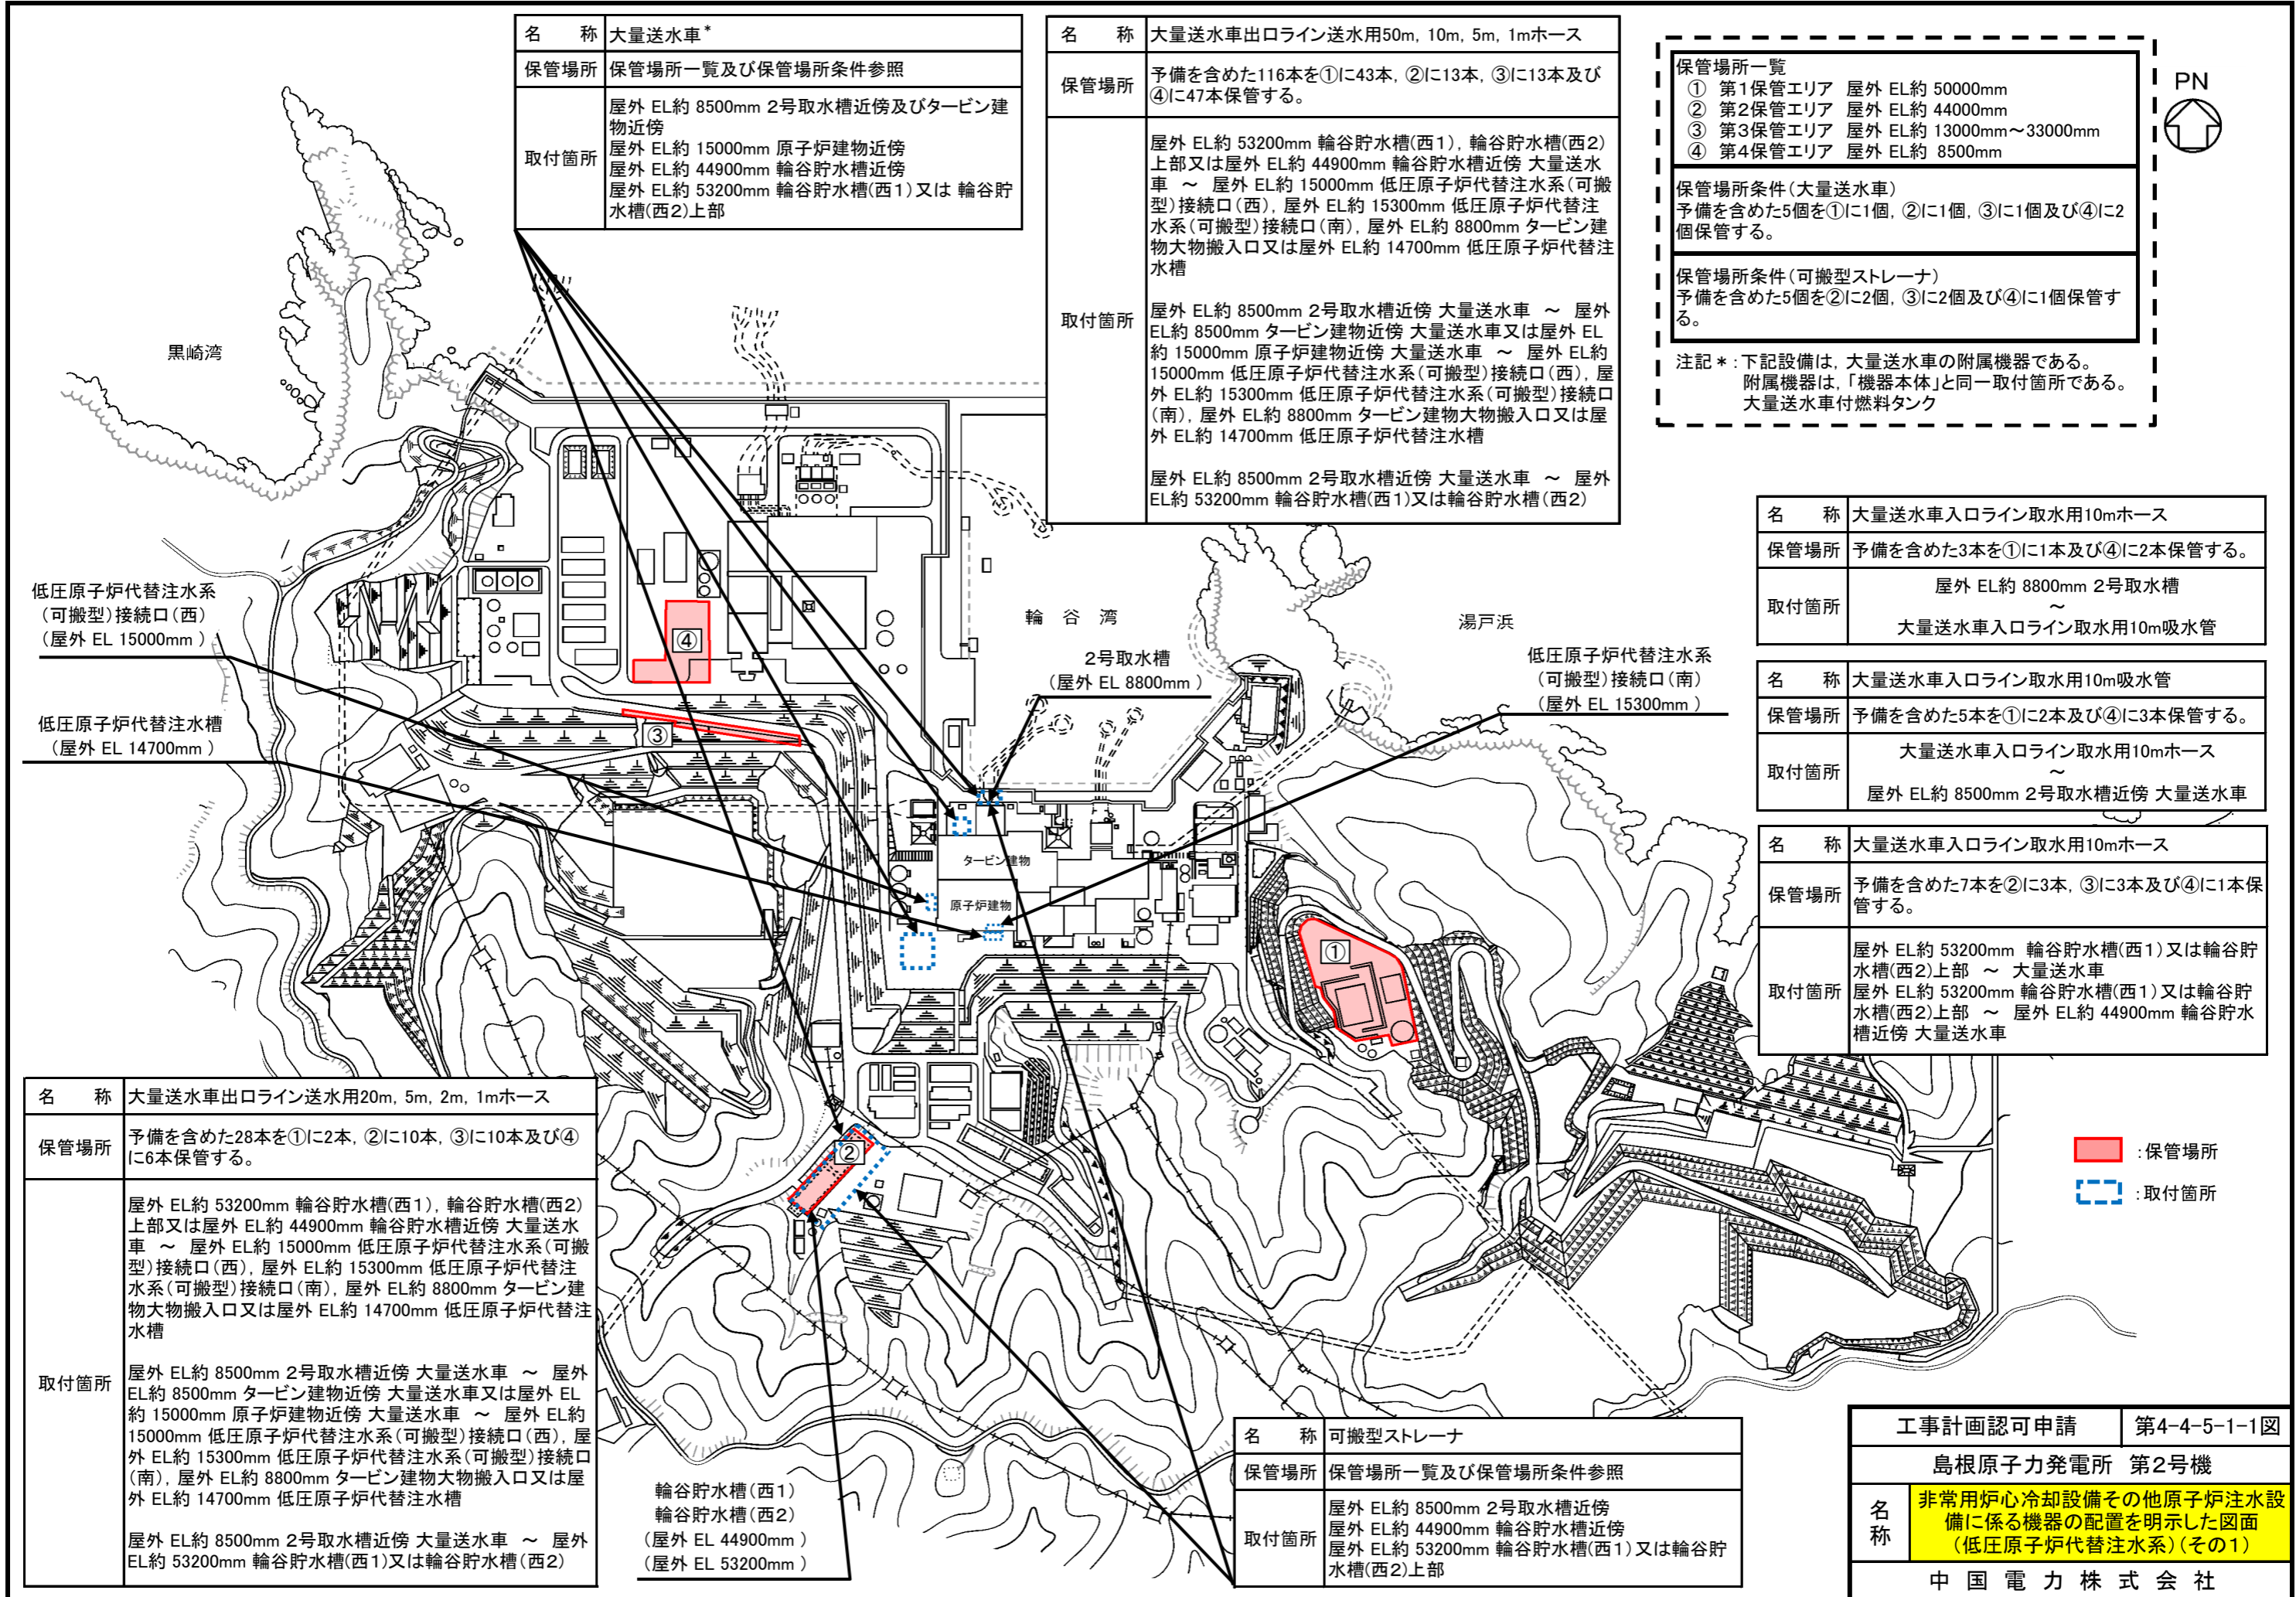 名 称 大量送水車*
保管場所 保管場所一覧及び保管場所条件参照
取付箇所
屋外 EL約 8500mm 2号取水槽近傍及びタービン建
物近傍
屋外 EL約 15000mm 原子炉建物近傍
屋外 EL約 44900mm 輪谷貯水槽近傍
屋外 EL約 53200mm 輪谷貯水槽(西1)又は 輪谷貯
水槽(西2)上部
名 称 大量送水車出口ライン送水用50m, 10m, 5m, 1mホース
保管場所
予備を含めた116本を①に43本, ②に13本, ③に13本及び
④に47本保管する。
取付箇所
屋外 EL約 53200mm 輪谷貯水槽(西1), 輪谷貯水槽(西2)
上部又は屋外 EL約 44900mm 輪谷貯水槽近傍 大量送水
車 ～ 屋外 EL約 15000mm 低圧原子炉代替注水系(可搬
型)接続口(西), 屋外 EL約 15300mm 低圧原子炉代替注
水系(可搬型)接続口(南), 屋外 EL約 8800mm タービン建
物大物搬入口又は屋外 EL約 14700mm 低圧原子炉代替注
水槽
屋外 EL約 8500mm 2号取水槽近傍 大量送水車 ～ 屋外
EL約 8500mm タービン建物近傍 大量送水車又は屋外 EL
約 15000mm 原子炉建物近傍 大量送水車 ～ 屋外 EL約
15000mm 低圧原子炉代替注水系(可搬型)接続口(西), 屋
外 EL約 15300mm 低圧原子炉代替注水系(可搬型)接続口
(南), 屋外 EL約 8800mm タービン建物大物搬入口又は屋
外 EL約 14700mm 低圧原子炉代替注水槽
屋外 EL約 8500mm 2号取水槽近傍 大量送水車 ～ 屋外
EL約 53200mm 輪谷貯水槽(西1)又は輪谷貯水槽(西2)
保管場所一覧
① 第1保管エリア 屋外 EL約 50000mm
② 第2保管エリア 屋外 EL約 44000mm
③ 第3保管エリア 屋外 EL約 13000mm～33000mm
④ 第4保管エリア 屋外 EL約 8500mm
保管場所条件(大量送水車)
予備を含めた5個を①に1個, ②に1個, ③に1個及び④に2
個保管する。
保管場所条件(可搬型ストレーナ)
予備を含めた5個を②に2個, ③に2個及び④に1個保管す
る。
注記*：下記設備は, 大量送水車の附属機器である。
附属機器は,「機器本体」と同一取付箇所である。
大量送水車付燃料タンク
PN
名 称 大量送水車入口ライン取水用10mホース
保管場所 予備を含めた3本を①に1本及び④に2本保管する。
取付箇所
屋外 EL約 8800mm 2号取水槽
～
大量送水車入口ライン取水用10m吸水管
名 称 大量送水車入口ライン取水用10m吸水管
保管場所 予備を含めた5本を①に2本及び④に3本保管する。
取付箇所
大量送水車入口ライン取水用10mホース
～
屋外 EL約 8500mm 2号取水槽近傍 大量送水車
名 称 大量送水車入口ライン取水用10mホース
保管場所
予備を含めた7本を②に3本, ③に3本及び④に1本保
管する。
取付箇所
屋外 EL約 53200mm 輪谷貯水槽(西1)又は輪谷貯
水槽(西2)上部 ～ 大量送水車
屋外 EL約 53200mm 輪谷貯水槽(西1)又は輪谷貯
水槽(西2)上部 ～ 屋外 EL約 44900mm 輪谷貯水
槽近傍 大量送水車
黒崎湾
輪谷湾
湯戸浜
低圧原子炉代替注水系
(可搬型)接続口(西)
(屋外 EL 15000mm )
低圧原子炉代替注水槽
(屋外 EL 14700mm )
2号取水槽
(屋外 EL 8800mm )
低圧原子炉代替注水系
(可搬型)接続口(南)
(屋外 EL 15300mm )
④
③
タービン建物
原子炉建物
①
②
:保管場所
:取付箇所
名 称 大量送水車出口ライン送水用20m, 5m, 2m, 1mホース
保管場所
予備を含めた28本を①に2本, ②に10本, ③に10本及び④
に6本保管する。
取付箇所
屋外 EL約 53200mm 輪谷貯水槽(西1), 輪谷貯水槽(西2)
上部又は屋外 EL約 44900mm 輪谷貯水槽近傍 大量送水
車 ～ 屋外 EL約 15000mm 低圧原子炉代替注水系(可搬
型)接続口(西), 屋外 EL約 15300mm 低圧原子炉代替注
水系(可搬型)接続口(南), 屋外 EL約 8800mm タービン建
物大物搬入口又は屋外 EL約 14700mm 低圧原子炉代替注
水槽
屋外 EL約 8500mm 2号取水槽近傍 大量送水車 ～ 屋外
EL約 8500mm タービン建物近傍 大量送水車又は屋外 EL
約 15000mm 原子炉建物近傍 大量送水車 ～ 屋外 EL約
15000mm 低圧原子炉代替注水系(可搬型)接続口(西), 屋
外 EL約 15300mm 低圧原子炉代替注水系(可搬型)接続口
(南), 屋外 EL約 8800mm タービン建物大物搬入口又は屋
外 EL約 14700mm 低圧原子炉代替注水槽
屋外 EL約 8500mm 2号取水槽近傍 大量送水車 ～ 屋外
EL約 53200mm 輪谷貯水槽(西1)又は輪谷貯水槽(西2)
輪谷貯水槽(西1)
輪谷貯水槽(西2)
(屋外 EL 44900mm )
(屋外 EL 53200mm )
名 称 可搬型ストレーナ
保管場所 保管場所一覧及び保管場所条件参照
取付箇所
屋外 EL約 8500mm 2号取水槽近傍
屋外 EL約 44900mm 輪谷貯水槽近傍
屋外 EL約 53200mm 輪谷貯水槽(西1)又は輪谷貯
水槽(西2)上部
工事計画認可申請 第4-4-5-1-1図
島根原子力発電所 第2号機
名称
非常用炉心冷却設備その他原子炉注水設
備に係る機器の配置を明示した図面
(低圧原子炉代替注水系)(その1)
中国電力株式会社